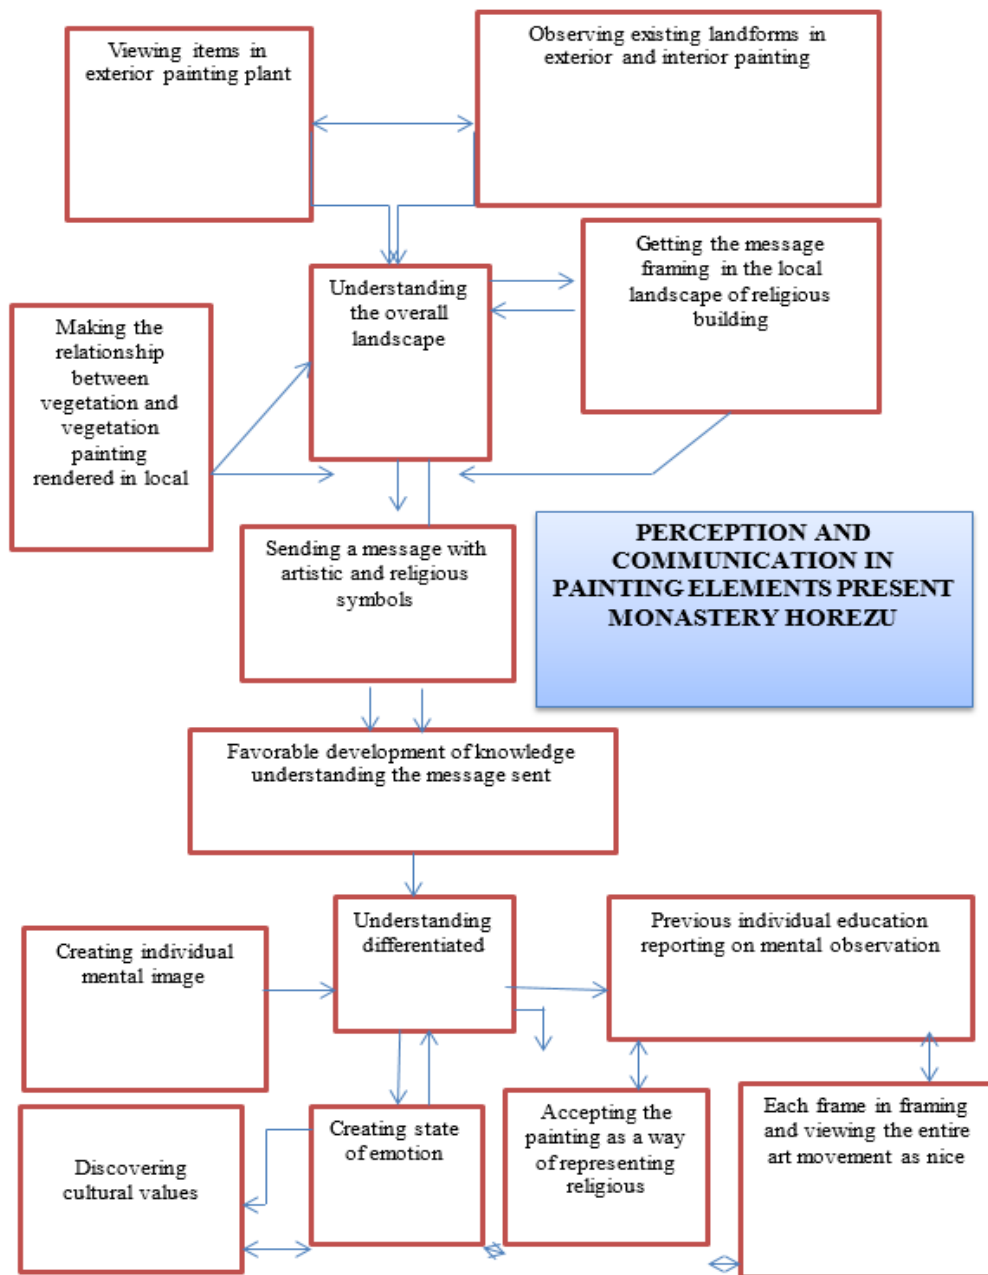 Viewing items in
exterior painting plant
Observing existing landforms in
exterior and interior painting
Understanding
the overall
landscape
Getting the message
framing in the local
landscape of religious
building
Making the
relationship
between
vegetation and
vegetation
painting
rendered in local
Sending a message with
artistic and religious
symbols
PERCEPTION AND
COMMUNICATION IN
PAINTING ELEMENTS PRESENT
MONASTERY HOREZU
Favorable development of knowledge
understanding the message sent
Understanding
differentiated
Previous individual education
reporting on mental observation
Creating individual
mental image
Creating state
of emotion
Accepting the
painting as a way
of representing
religious
Each frame in framing
and viewing the entire
art movement as nice
Discovering
cultural values